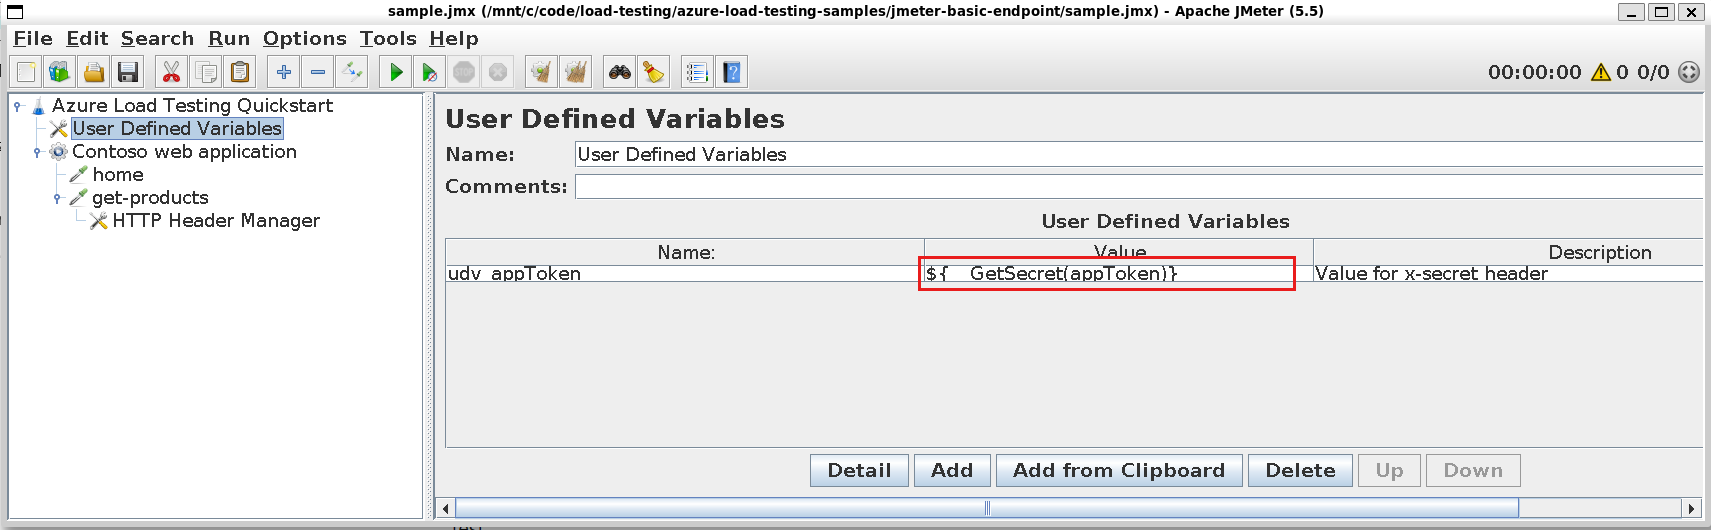 sample.jmx (/mnt/c/code/load-testing/azure-load-testing-samples/jmeter-basic-endpoint/sample.jmx) - Apache JMeter (5.5)
File Edit Search Run Options Tools Help
STOP
00:00:00 0 0/0
Azure Load Testing Quickstart
User Defined Variables
Contoso web application
home
get-products
HTTP Header Manager
User Defined Variables
Name: User Defined Variables
Comments:
User Defined Variables
Name: Value Description
udv_appToken ${__GetSecret(appToken)} Value for x-secret header
Detail Add Add from Clipboard Delete Up Down